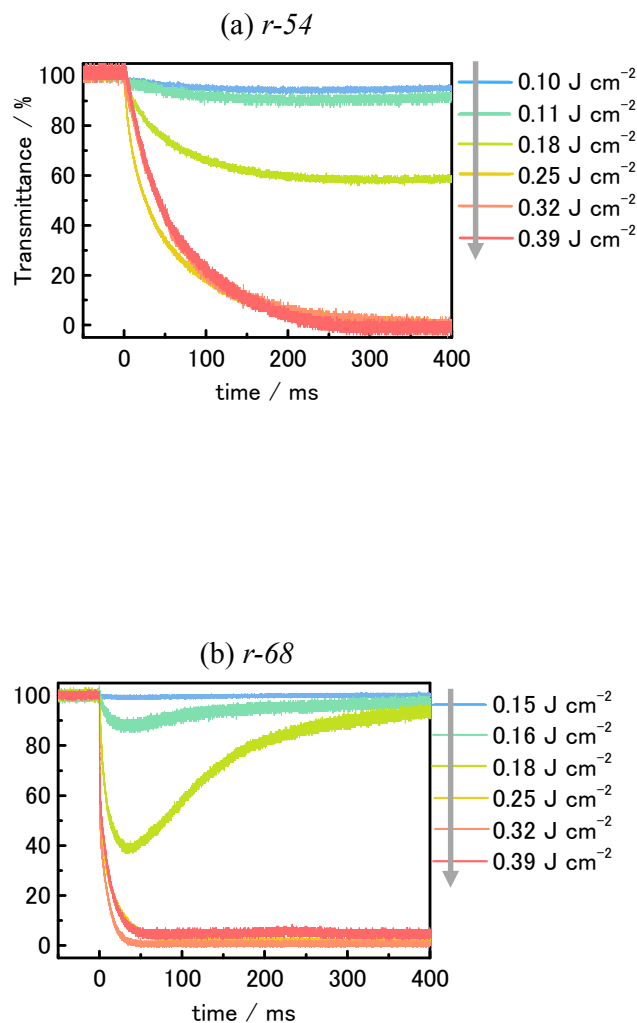 (a) r-54
Transmittance / %
100
80
60
40
20
0
0 100 200 300 400
time / ms
0.10 J cm⁻²
0.11 J cm⁻²
0.18 J cm⁻²
0.25 J cm⁻²
0.32 J cm⁻²
0.39 J cm⁻²
(b) r-68
100
80
60
40
20
0
0 100 200 300 400
time / ms
0.15 J cm⁻²
0.16 J cm⁻²
0.18 J cm⁻²
0.25 J cm⁻²
0.32 J cm⁻²
0.39 J cm⁻²